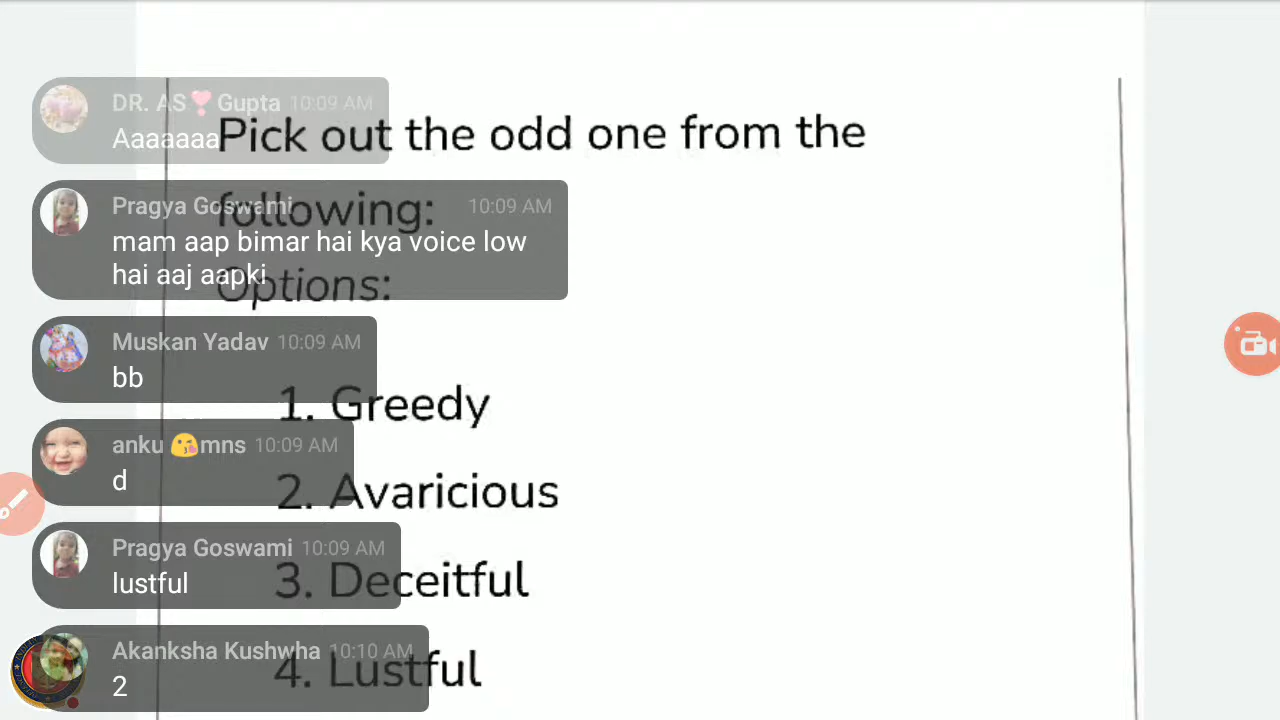 DR. AS❣️Gupta 10:09 AM
Aaaaaaa
Pick out the odd one from the
Pragya Goswami 10:09 AM
following:
mam aap bimar hai kya voice low
hai aaj aapki
Options:
Muskan Yadav 10:09 AM
bb
1. Greedy
anku 😘mns 10:09 AM
d
2. Avaricious
Pragya Goswami 10:09 AM
lustful
3. Deceitful
Akanksha Kushwha 10:10 AM
2
4. Lustful